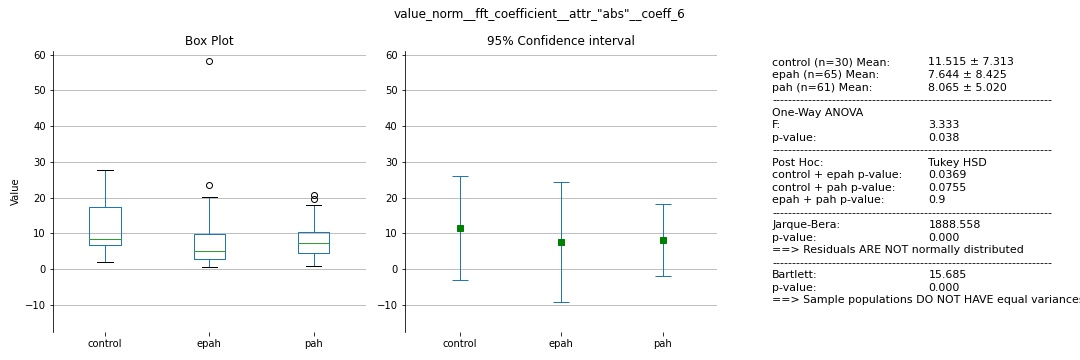 value_norm__fft_coefficient__attr_"abs"__coeff_6
Box Plot
Value
60
50
40
30
20
10
0
−10
control epah pah
95% Confidence interval
60
50
40
30
20
10
0
−10
control epah pah
control (n=30) Mean: 11.515 ± 7.313
epah (n=65) Mean: 7.644 ± 8.425
pah (n=61) Mean: 8.065 ± 5.020
One-Way ANOVA
F: 3.333
p-value: 0.038
Post Hoc: Tukey HSD
control + epah p-value: 0.0369
control + pah p-value: 0.0755
epah + pah p-value: 0.9
Jarque-Bera: 1888.558
p-value: 0.000
==> Residuals ARE NOT normally distributed
Bartlett: 15.685
p-value: 0.000
==> Sample populations DO NOT HAVE equal variances